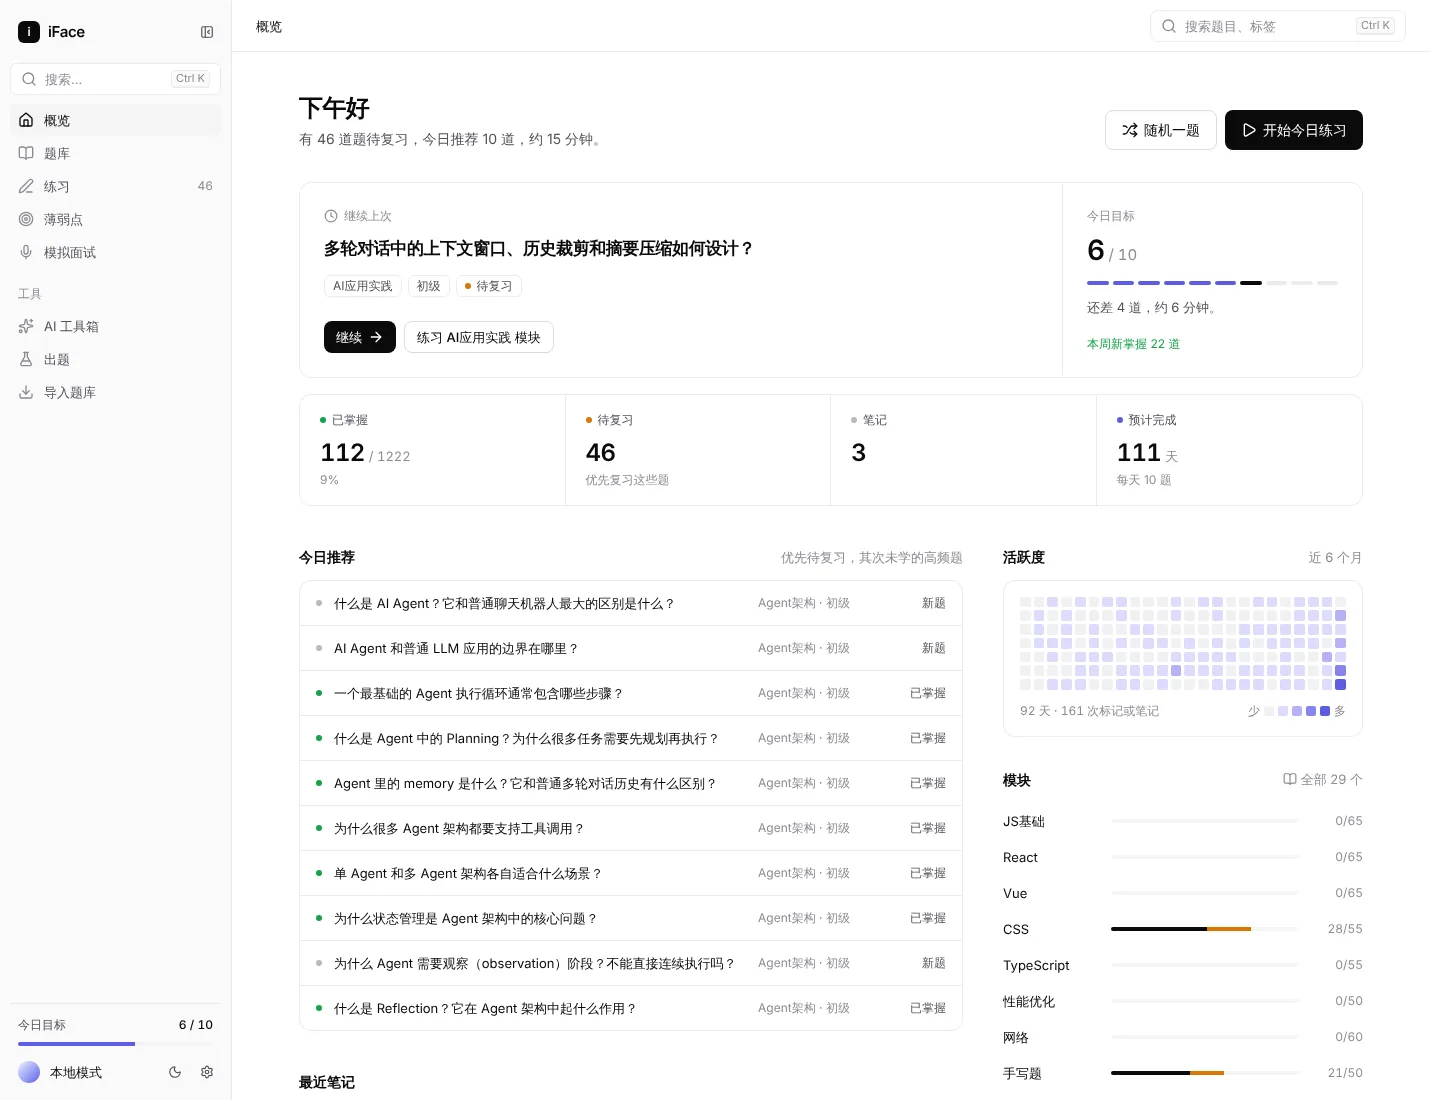 i iFace
搜索... Ctrl K
概览
题库
练习 46
薄弱点
模拟面试
工具
AI 工具箱
出题
导入题库
今日目标 6 / 10
本地模式
概览
搜索题目、标签 Ctrl K
下午好
有 46 道题待复习，今日推荐 10 道，约 15 分钟。
随机一题
开始今日练习
继续上次
多轮对话中的上下文窗口、历史裁剪和摘要压缩如何设计？
AI应用实践 初级 待复习
继续 练习 AI应用实践 模块
今日目标
6 / 10
还差 4 道，约 6 分钟。
本周新掌握 22 道
已掌握
112 / 1222
9%
待复习
46
优先复习这些题
笔记
3
预计完成
111 天
每天 10 题
今日推荐 优先待复习，其次未学的高频题
什么是 AI Agent？它和普通聊天机器人最大的区别是什么？ Agent架构 · 初级 新题
AI Agent 和普通 LLM 应用的边界在哪里？ Agent架构 · 初级 新题
一个最基础的 Agent 执行循环通常包含哪些步骤？ Agent架构 · 初级 已掌握
什么是 Agent 中的 Planning？为什么很多任务需要先规划再执行？ Agent架构 · 初级 已掌握
Agent 里的 memory 是什么？它和普通多轮对话历史有什么区别？ Agent架构 · 初级 已掌握
为什么很多 Agent 架构都要支持工具调用？ Agent架构 · 初级 已掌握
单 Agent 和多 Agent 架构各自适合什么场景？ Agent架构 · 初级 已掌握
为什么状态管理是 Agent 架构中的核心问题？ Agent架构 · 初级 已掌握
为什么 Agent 需要观察（observation）阶段？不能直接连续执行吗？ Agent架构 · 初级 新题
什么是 Reflection？它在 Agent 架构中起什么作用？ Agent架构 · 初级 已掌握
最近笔记
活跃度 近 6 个月
92 天 · 161 次标记或笔记 少 多
模块 全部 29 个
JS基础 0/65
React 0/65
Vue 0/65
CSS 28/55
TypeScript 0/55
性能优化 0/50
网络 0/60
手写题 21/50